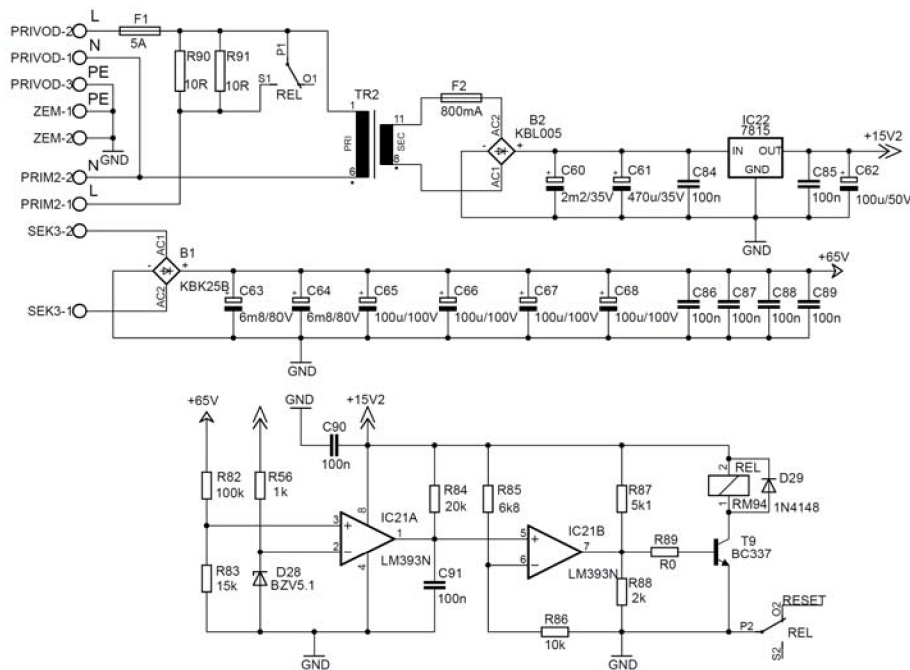 PRIVOD-2 L F1 5A
PRIVOD-1 N
PRIVOD-3 PE
ZEM-1 PE
ZEM-2
GND
PRIM2-2 N
PRIM2-1 L
R90 10R
R91 10R
P1 S1 O1 REL
TR2
1 PRI 6
11 SEC 8
F2 800mA
B2 KBL005
AC2 AC1 - +
C60 2m2/35V
C61 470u/35V
C84 100n
IC22 7815
IN OUT GND
GND
C85 100n
C62 100u/50V
+15V2
SEK3-2
SEK3-1
AC1 AC2 - +
B1 KBK25B
C63 6m8/80V
C64 6m8/80V
C65 100u/100V
C66 100u/100V
C67 100u/100V
C68 100u/100V
C86 100n
C87 100n
C88 100n
C89 100n
+65V
GND
+65V
GND
+15V2
C90 100n
R82 100k
R56 1k
R83 15k
D28 BZV5.1
IC21A LM393N
3 + 2 - 8 4 1
R84 20k
C91 100n
R85 6k8
IC21B LM393N
5 + 6 - 7
R86 10k
R87 5k1
R88 2k
R89 R0
REL RM94
2 1
D29 1N4148
T9 BC337
RESET
P2 O2 S2 REL
GND
GND